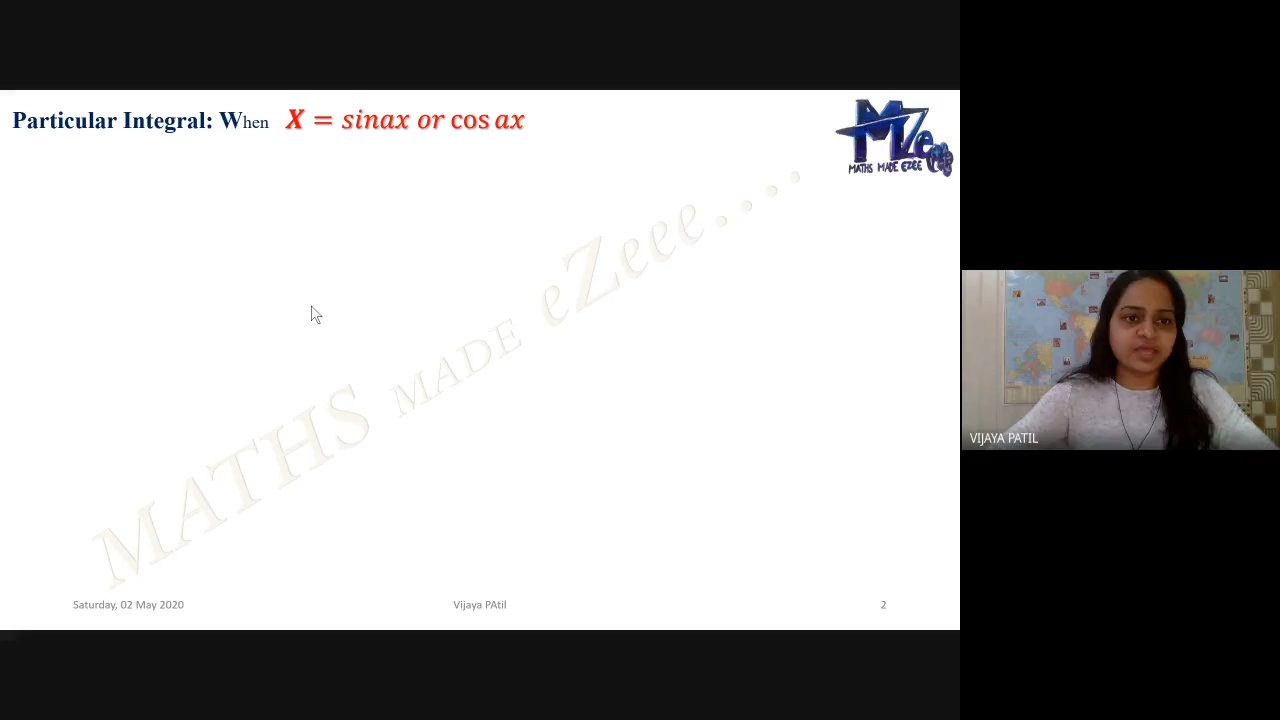 Particular Integral: When X = sinax or cos ax
MZee
MATHS MADE EZEE
MATHS MADE eZeee....
VIJAYA PATIL
Saturday, 02 May 2020
Vijaya PAtil
2